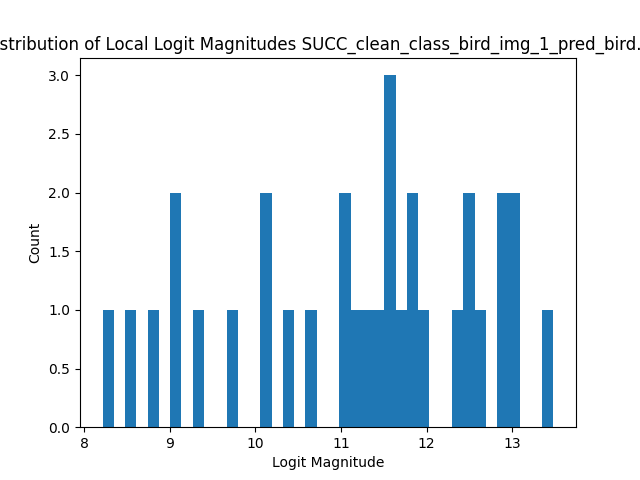 stribution of Local Logit Magnitudes SUCC_clean_class_bird_img_1_pred_bird.
3.0
2.5
2.0
1.5
1.0
0.5
0.0
Count
8 9 10 11 12 13
Logit Magnitude